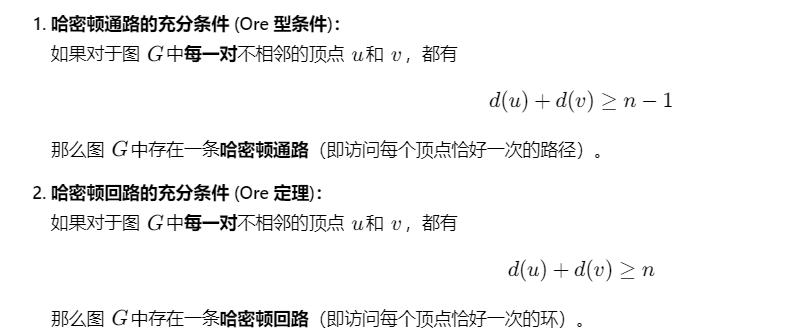 1. 哈密顿通路的充分条件 (Ore 型条件)：
如果对于图 G 中每一对不相邻的顶点 u和 v，都有
d(u) + d(v) ≥ n − 1
那么图 G 中存在一条哈密顿通路（即访问每个顶点恰好一次的路径）。
2. 哈密顿回路的充分条件 (Ore 定理)：
如果对于图 G 中每一对不相邻的顶点 u和 v，都有
d(u) + d(v) ≥ n
那么图 G 中存在一条哈密顿回路（即访问每个顶点恰好一次的环）。